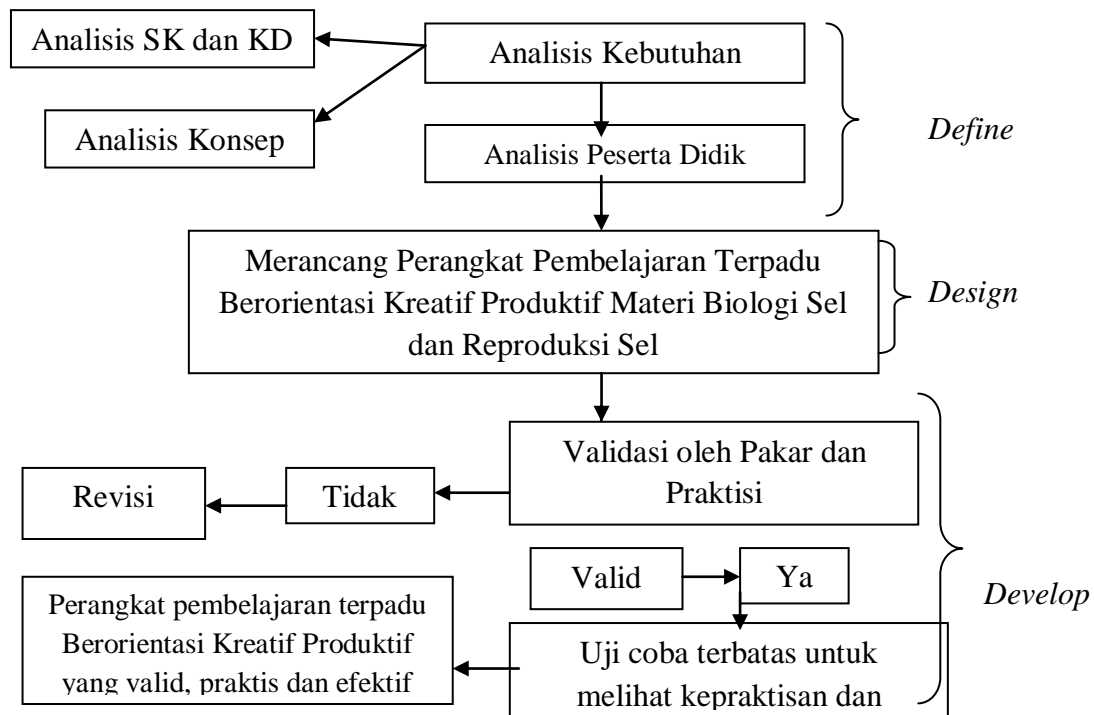 Analisis SK dan KD
Analisis Kebutuhan
Analisis Konsep
Define
Analisis Peserta Didik
Merancang Perangkat Pembelajaran Terpadu
Berorientasi Kreatif Produktif Materi Biologi Sel
dan Reproduksi Sel
Design
Validasi oleh Pakar dan
Praktisi
Tidak
Revisi
Valid
Ya
Develop
Uji coba terbatas untuk
melihat kepraktisan dan
Perangkat pembelajaran terpadu
Berorientasi Kreatif Produktif
yang valid, praktis dan efektif